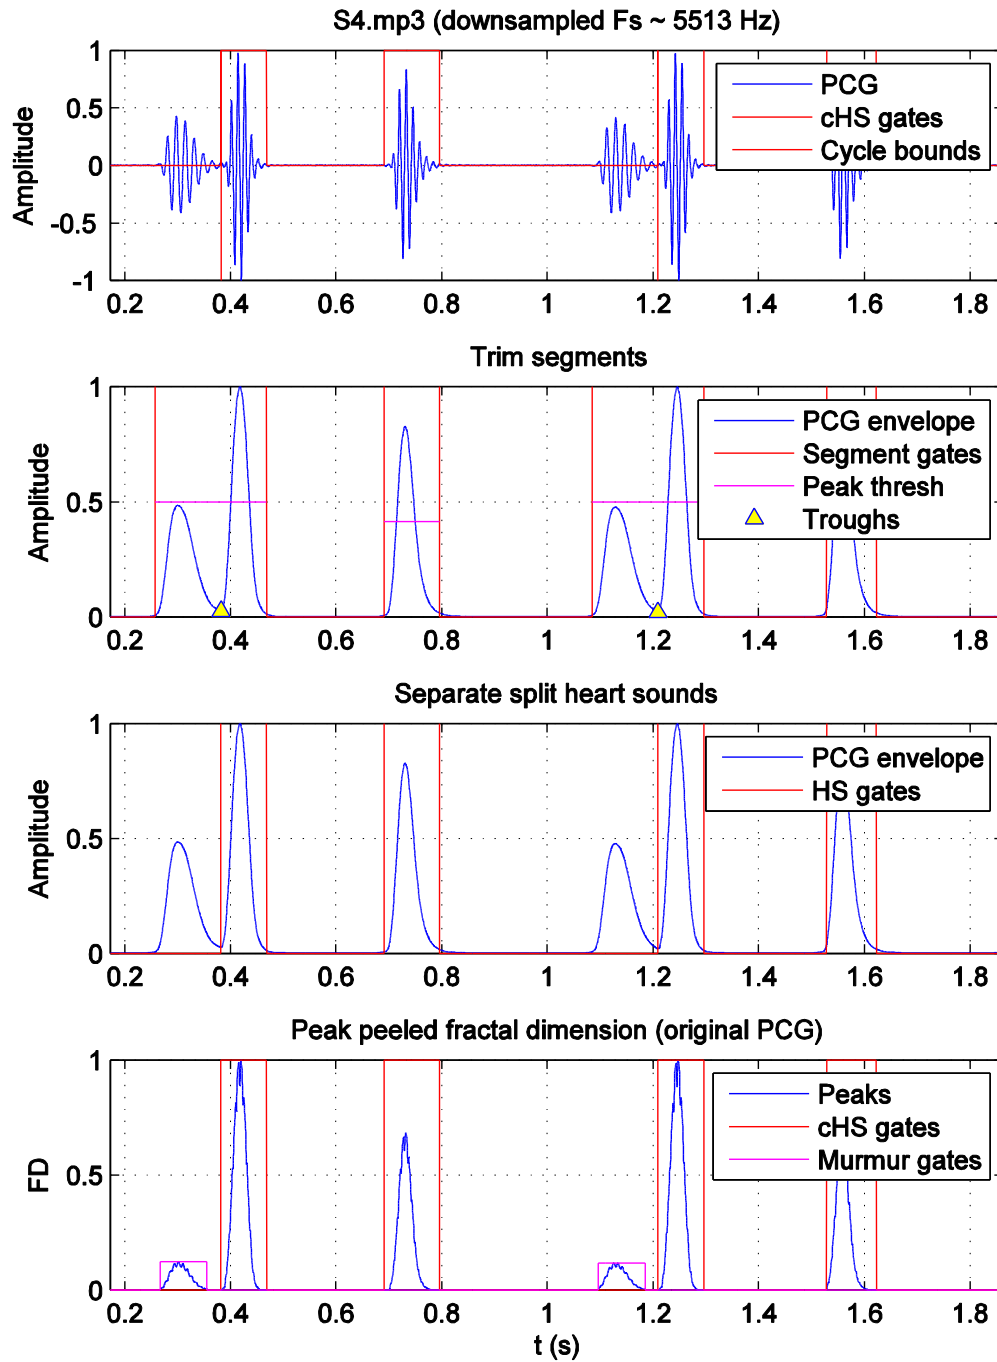 S4.mp3 (downsampled Fs ~ 5513 Hz)
1
0.5
0
-0.5
-1
Amplitude
PCG
cHS gates
Cycle bounds
0.2 0.4 0.6 0.8 1 1.2 1.4 1.6 1.8
Trim segments
1
0.5
0
Amplitude
PCG envelope
Segment gates
Peak thresh
Troughs
0.2 0.4 0.6 0.8 1 1.2 1.4 1.6 1.8
Separate split heart sounds
1
0.5
0
Amplitude
PCG envelope
HS gates
0.2 0.4 0.6 0.8 1 1.2 1.4 1.6 1.8
Peak peeled fractal dimension (original PCG)
1
0.5
0
FD
Peaks
cHS gates
Murmur gates
0.2 0.4 0.6 0.8 1 1.2 1.4 1.6 1.8
t (s)